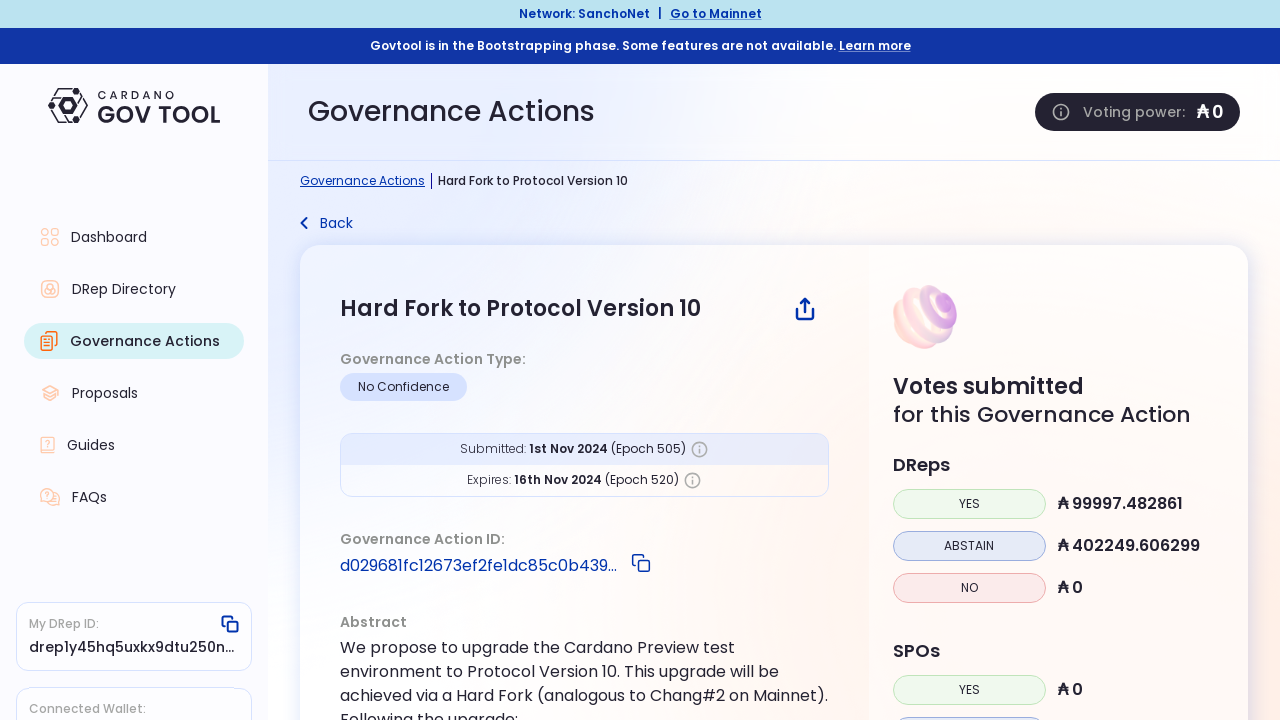 Network: SanchoNet | Go to Mainnet
Govtool is in the Bootstrapping phase. Some features are not available. Learn more
CARDANO
GOV TOOL
Governance Actions
Voting power: ₳ 0
Governance Actions | Hard Fork to Protocol Version 10
Back
Dashboard
DRep Directory
Governance Actions
Proposals
Guides
FAQs
My DRep ID:
drep1y45hq5uxkx9dtu250n...
Connected Wallet:
Hard Fork to Protocol Version 10
Governance Action Type:
No Confidence
Submitted: 1st Nov 2024 (Epoch 505)
Expires: 16th Nov 2024 (Epoch 520)
Governance Action ID:
d029681fc12673ef2fe1dc85c0b439...
Abstract
We propose to upgrade the Cardano Preview test
environment to Protocol Version 10. This upgrade will be
achieved via a Hard Fork (analogous to Chang#2 on Mainnet).
Following the upgrade:
Votes submitted
for this Governance Action
DReps
YES ₳ 99997.482861
ABSTAIN ₳ 402249.606299
NO ₳ 0
SPOs
YES ₳ 0